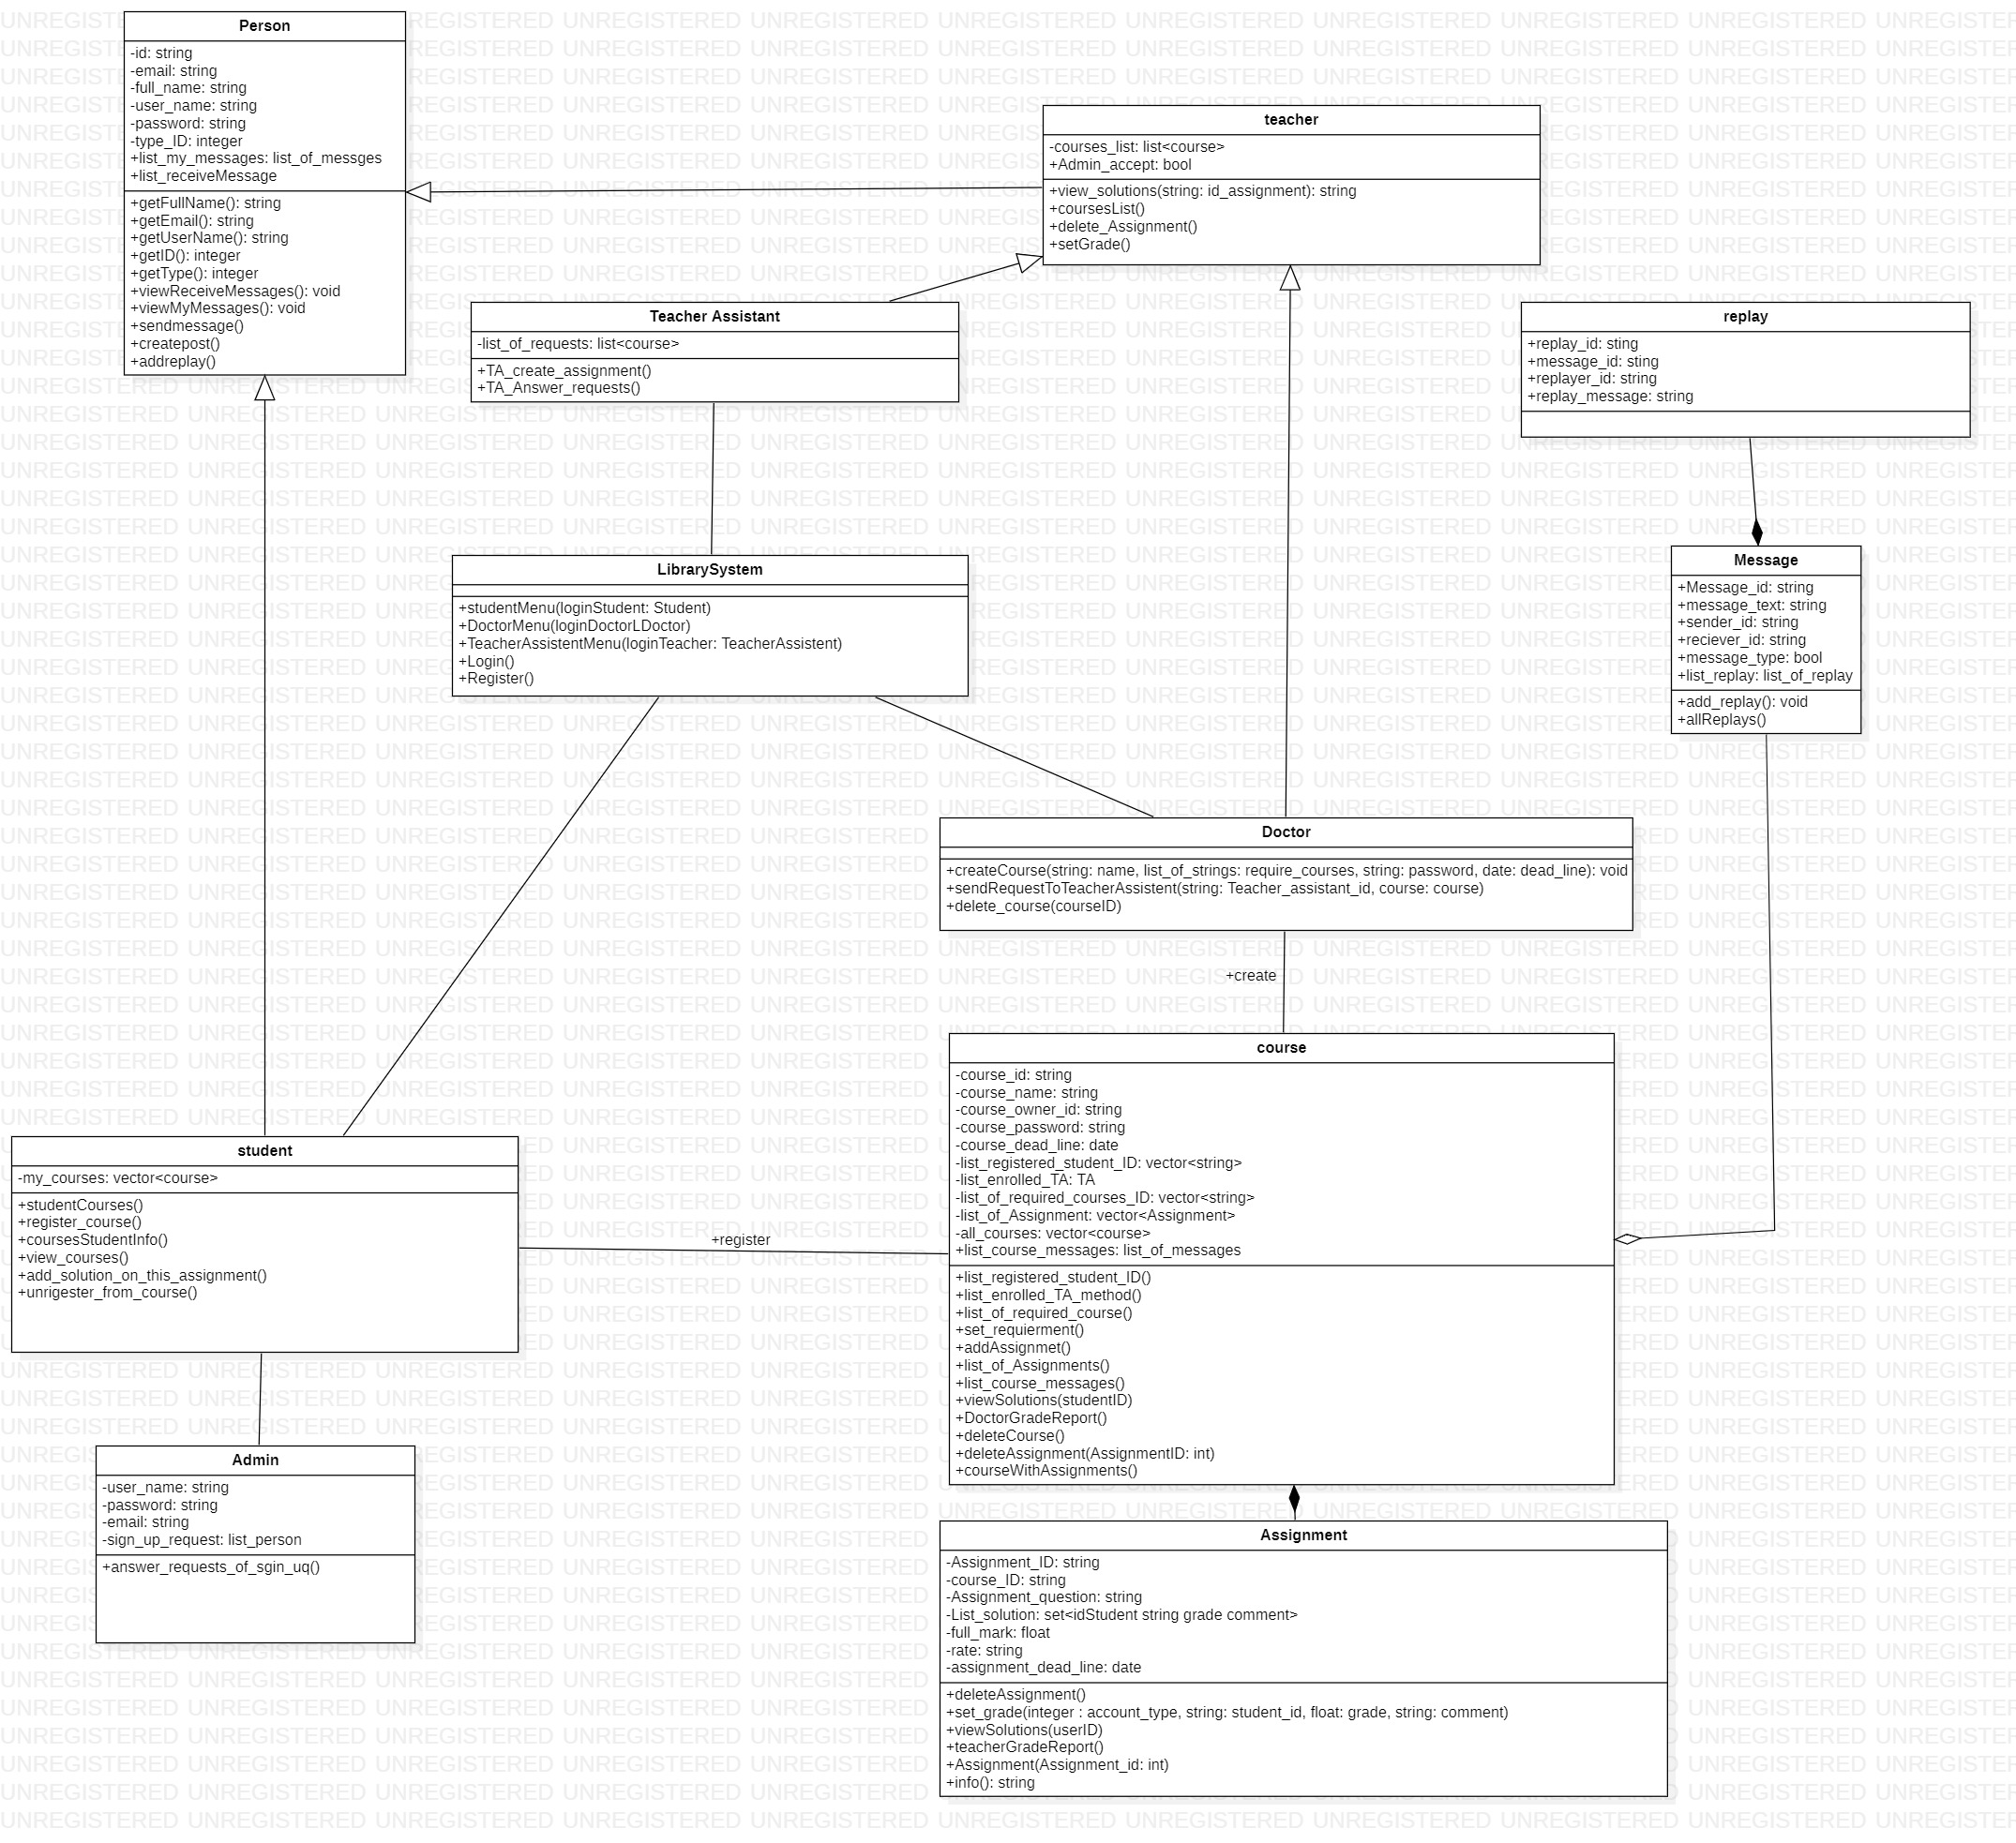 Person
-id: string
-email: string
-full_name: string
-user_name: string
-password: string
-type_ID: integer
+list_my_messages: list_of_messges
+list_receiveMessage
+getFullName(): string
+getEmail(): string
+getUserName(): string
+getID(): integer
+getType(): integer
+viewReceiveMessages(): void
+viewMyMessages(): void
+sendmessage()
+createpost()
+addreplay()
teacher
-courses_list: list<course>
+Admin_accept: bool
+view_solutions(string: id_assignment): string
+coursesList()
+delete_Assignment()
+setGrade()
Teacher Assistant
-list_of_requests: list<course>
+TA_create_assignment()
+TA_Answer_requests()
replay
+replay_id: sting
+message_id: sting
+replayer_id: string
+replay_message: string
LibrarySystem
+studentMenu(loginStudent: Student)
+DoctorMenu(loginDoctorLDoctor)
+TeacherAssistentMenu(loginTeacher: TeacherAssistent)
+Login()
+Register()
Message
+Message_id: string
+message_text: string
+sender_id: string
+reciever_id: string
+message_type: bool
+list_replay: list_of_replay
+add_replay(): void
+allReplays()
Doctor
+createCourse(string: name, list_of_strings: require_courses, string: password, date: dead_line): void
+sendRequestToTeacherAssistent(string: Teacher_assistant_id, course: course)
+delete_course(courseID)
+create
course
-course_id: string
-course_name: string
-course_owner_id: string
-course_password: string
-course_dead_line: date
-list_registered_student_ID: vector<string>
-list_enrolled_TA: TA
-list_of_required_courses_ID: vector<string>
-list_of_Assignment: vector<Assignment>
-all_courses: vector<course>
+list_course_messages: list_of_messages
+list_registered_student_ID()
+list_enrolled_TA_method()
+list_of_required_course()
+set_requierment()
+addAssignmet()
+list_of_Assignments()
+list_course_messages()
+viewSolutions(studentID)
+DoctorGradeReport()
+deleteCourse()
+deleteAssignment(AssignmentID: int)
+courseWithAssignments()
student
-my_courses: vector<course>
+studentCourses()
+register_course()
+coursesStudentInfo()
+view_courses()
+add_solution_on_this_assignment()
+unrigester_from_course()
+register
Admin
-user_name: string
-password: string
-email: string
-sign_up_request: list_person
+answer_requests_of_sgin_uq()
Assignment
-Assignment_ID: string
-course_ID: string
-Assignment_question: string
-List_solution: set<idStudent string grade comment>
-full_mark: float
-rate: string
-assignment_dead_line: date
+deleteAssignment()
+set_grade(integer : account_type, string: student_id, float: grade, string: comment)
+viewSolutions(userID)
+teacherGradeReport()
+Assignment(Assignment_id: int)
+info(): string
UNREGISTERED